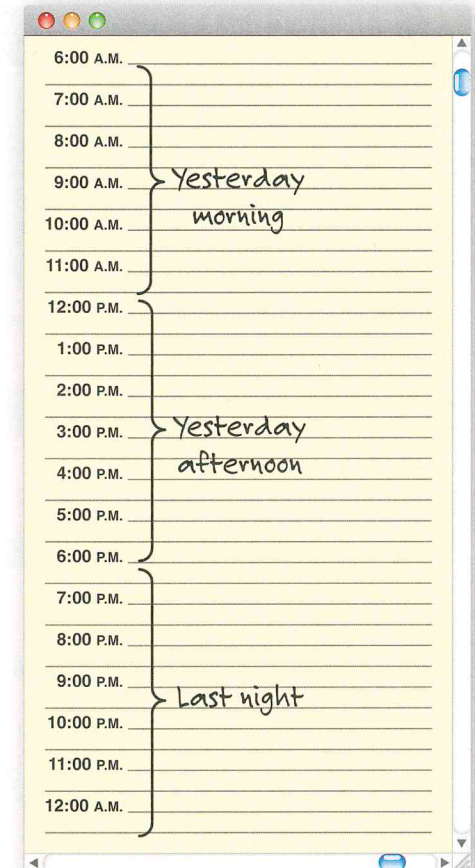 6:00 A.M.
7:00 A.M.
8:00 A.M.
9:00 A.M. Yesterday
morning
10:00 A.M.
11:00 A.M.
12:00 P.M.
1:00 P.M.
2:00 P.M.
3:00 P.M. Yesterday
afternoon
4:00 P.M.
5:00 P.M.
6:00 P.M.
7:00 P.M.
8:00 P.M.
9:00 P.M. Last night
10:00 P.M.
11:00 P.M.
12:00 A.M.